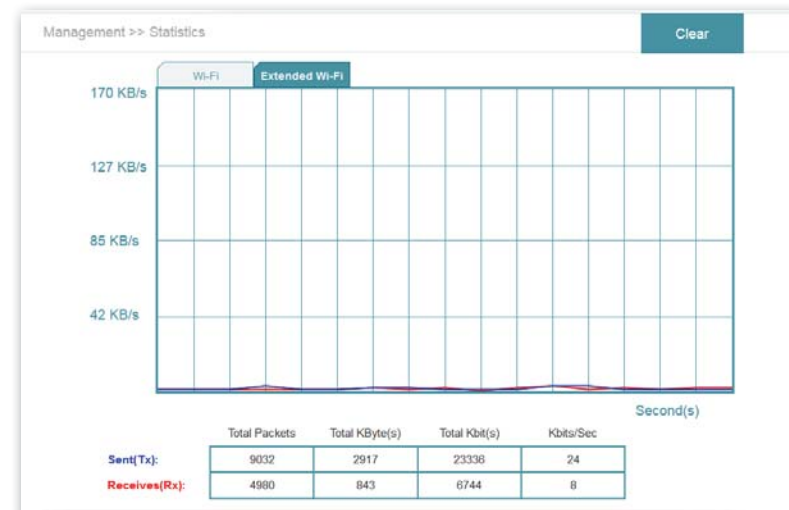 Management >> Statistics Clear
Wi-Fi Extended Wi-Fi
170 KB/s
127 KB/s
85 KB/s
42 KB/s
Second(s)
Total Packets Total KByte(s) Total Kbit(s) Kbits/Sec
Sent(Tx): 9032 2917 23336 24
Receives(Rx): 4980 843 6744 8